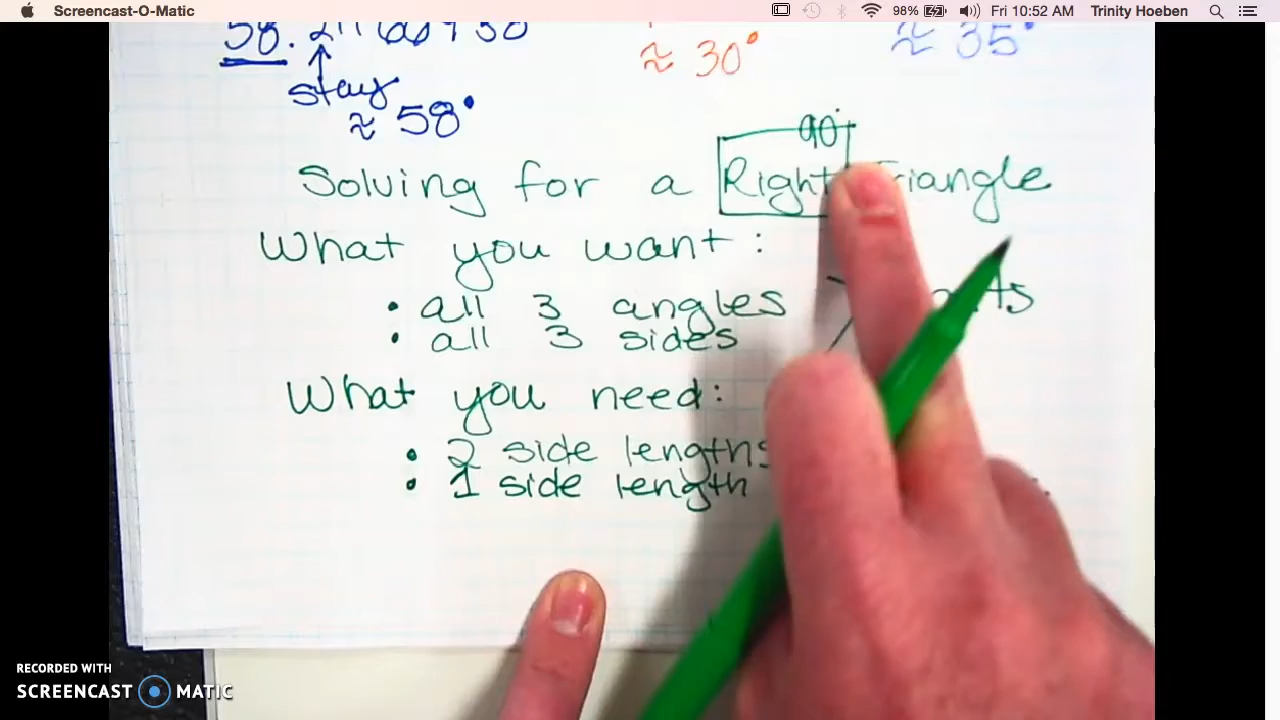 Screencast-O-Matic 98% Fri 10:52 AM Trinity Hoeben
58.
≈ 30°
≈ 35°
stay
≈ 58°
90°
Solving for a Right Triangle
What you want:
• all 3 angles
• all 3 sides
What you need:
• 2 side lengths
• 1 side length
RECORDED WITH
SCREENCAST MATIC